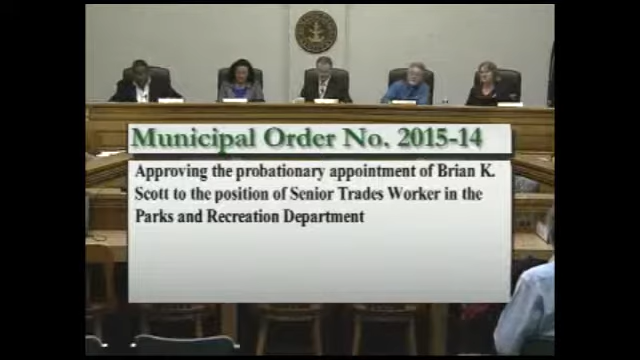 Municipal Order No. 2015-14
Approving the probationary appointment of Brian K.
Scott to the position of Senior Trades Worker in the
Parks and Recreation Department